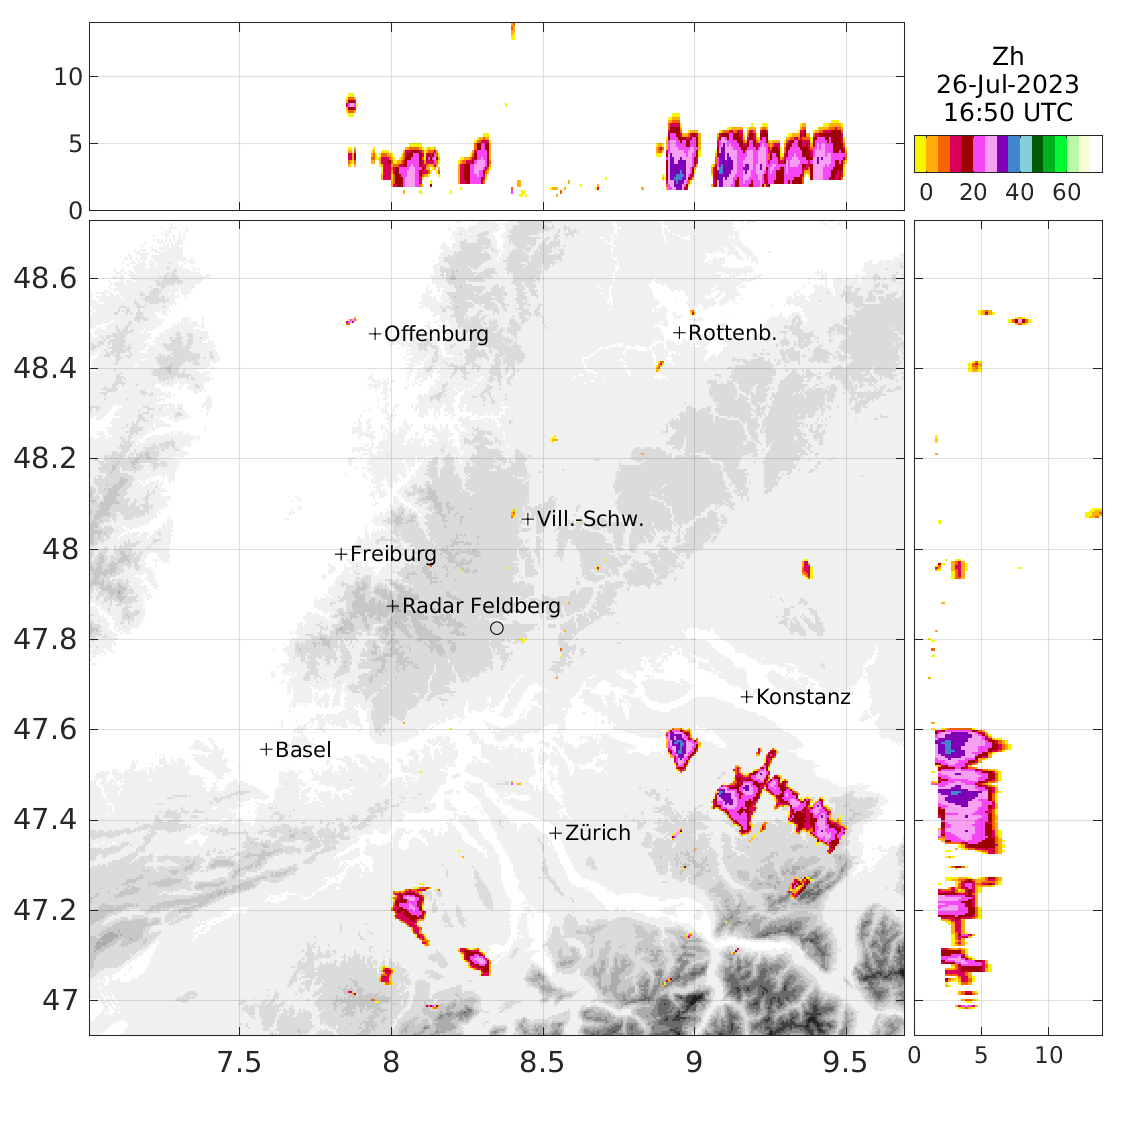 Zh
26-Jul-2023
16:50 UTC
0 20 40 60
10
5
0
48.6
48.4
48.2
48
47.8
47.6
47.4
47.2
47
+Offenburg
+Rottenb.
+Vill.-Schw.
+Freiburg
+Radar Feldberg
+Konstanz
+Basel
+Zürich
7.5 8 8.5 9 9.5
0 5 10